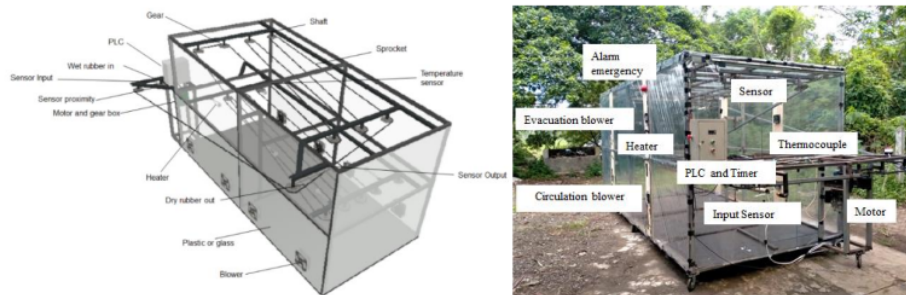 Gear
Shaft
PLC
Sprocket
Wet rubber in
Temperature
sensor
Sensor Input
Sensor proximity
Motor and gear box
Heater
Sensor Output
Dry rubber out
Plastic or glass
Blower
Alarm
emergency
Sensor
Evacuation blower
Heater
Thermocouple
PLC and Timer
Circulation blower
Input Sensor
Motor